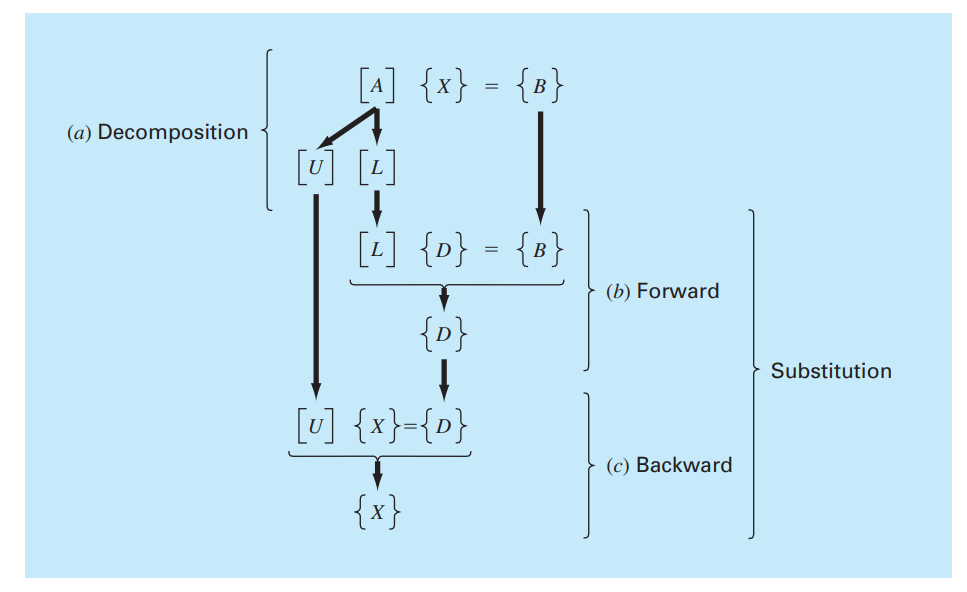 [A] {X} = {B}
(a) Decomposition
[U] [L]
[L] {D} = {B}
(b) Forward
{D}
Substitution
[U] {X}={D}
(c) Backward
{X}